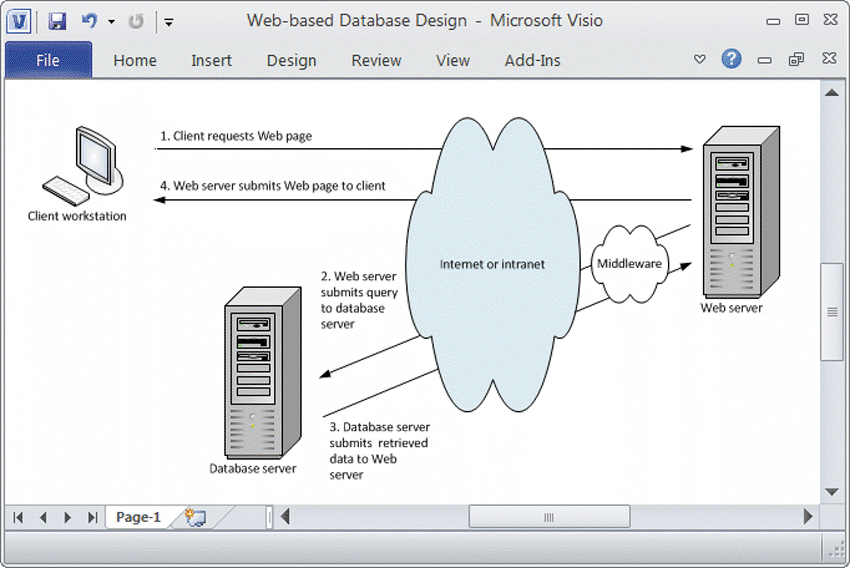 Web-based Database Design - Microsoft Visio
File Home Insert Design Review View Add-Ins
1. Client requests Web page
4. Web server submits Web page to client
Client workstation
Internet or intranet
Middleware
Web server
2. Web server
submits query
to database
server
Database server
3. Database server
submits retrieved
data to Web
server
Page-1